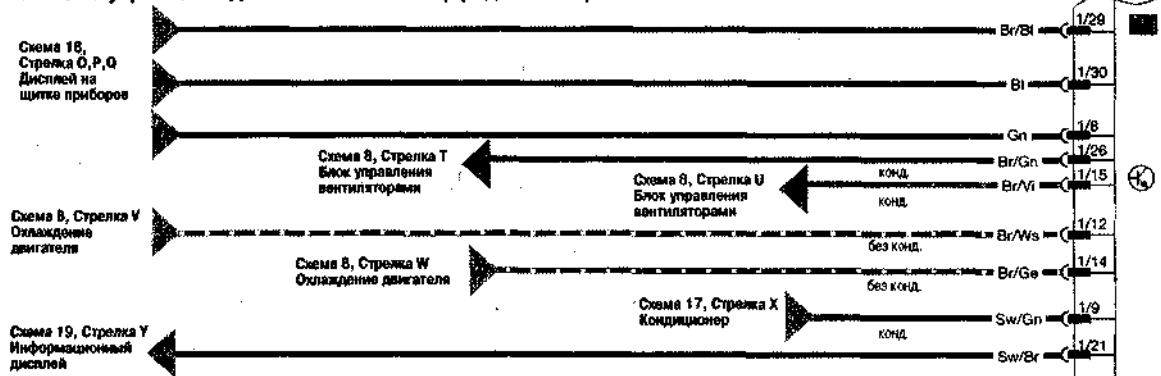 Br/Bl 1/29
Схема 18,
Стрелка O,P,Q
Дисплей на
щитке приборов
Bl 1/30
Gn 1/8
Схема 8, Стрелка T
Блок управления
вентиляторами
Br/Gn 1/26
конд.
Схема 8, Стрелка U
Блок управления
вентиляторами
Br/Vi 1/15
конд.
Схема 8, Стрелка V
Охлаждение
двигателя
Br/Ws 1/12
без конд.
Схема 8, Стрелка W
Охлаждение двигателя
Br/Ge 1/14
без конд.
Схема 17, Стрелка X
Кондиционер
Sw/Gn 1/9
конд.
Схема 19, Стрелка Y
Информационный
дисплей
Sw/Br 1/21